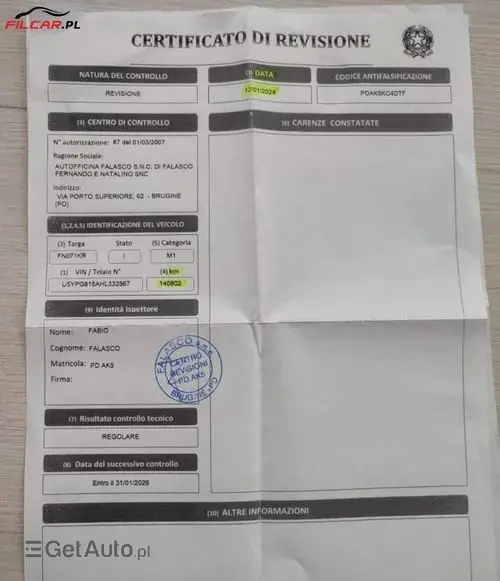 FILCAR.PL
CERTIFICATO DI REVISIONE
NATURA DEL CONTROLLO
REVISIONE
(3) DATA
12/01/2024
CODICE ANTIFALSIFICAZIONE
PDAK5KC4DTF
(3) CENTRO DI CONTROLLO
N° autorizzazione: 87 del 01/03/2007
Ragione Sociale:
AUTOFFICINA FALASCO S.N.C. DI FALASCO
FERNANDO E NATALINO SNC
Indirizzo:
VIA PORTO SUPERIORE, 62 - BRUGINE
(PD)
(6) CARENZE CONSTATATE
(1,2,4,5) IDENTIFICAZIONE DEL VEICOLO
(2) Targa Stato (5) Categoria
FN071KR I M1
(1) VIN / Telaio N° (4) km
U5YPG815AHL332567 140802
(9) Identità Ispettore
Nome: FABIO
Cognome: FALASCO
Matricola: PD AK5
Firma:
FALASCO s.n.c.
CENTRO
REVISIONI
PD AK5
BRUGINE - PD
(7) Risultato controllo tecnico
REGOLARE
(8) Data del successivo controllo
Entro il 31/01/2026
(10) ALTRE INFORMAZIONI
GetAuto.pl